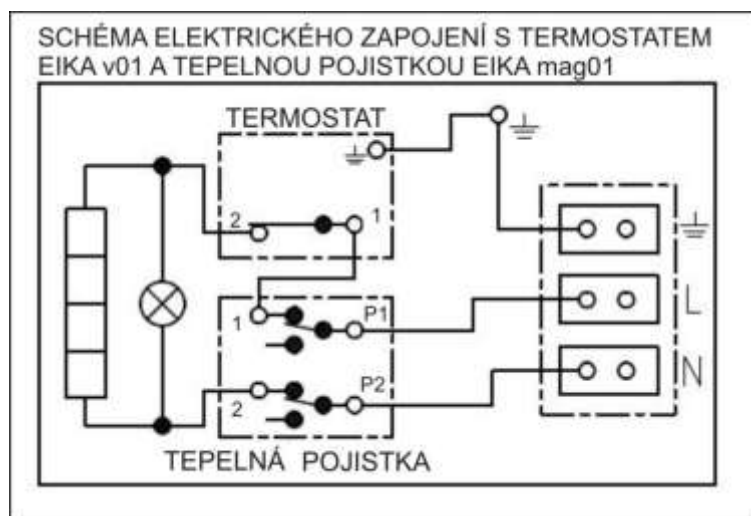 SCHÉMA ELEKTRICKÉHO ZAPOJENÍ S TERMOSTATEM
EIKA v01 A TEPELNOU POJISTKOU EIKA mag01
TERMOSTAT
2 1
1 P1
L
2 P2
N
TEPELNÁ POJISTKA